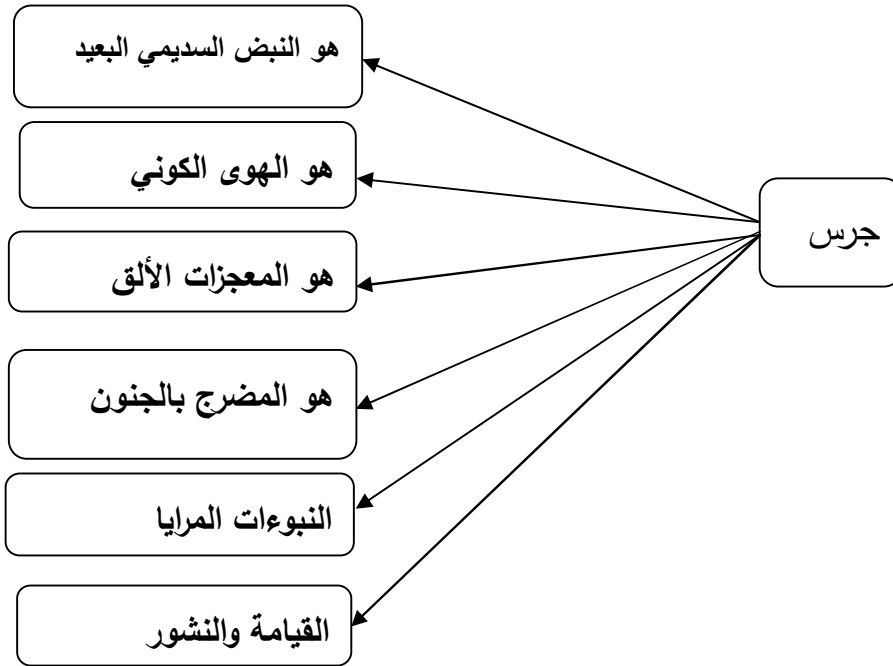 جرس
هو النبض السديمي البعيد
هو الهوى الكوني
هو المعجزات الألق
هو المضرج بالجنون
النبوءات المرايا
القيامة والنشور